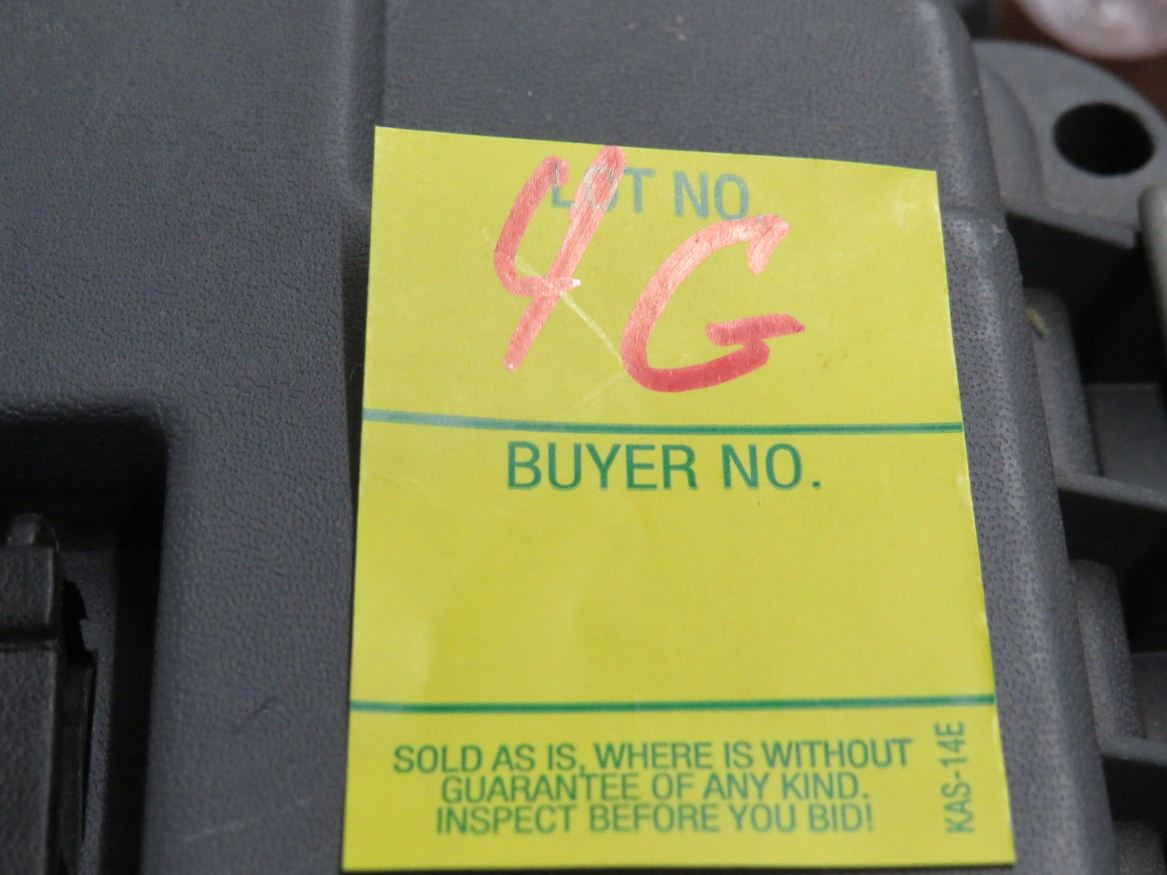 LOT NO.
4G
BUYER NO.
SOLD AS IS, WHERE IS WITHOUT
GUARANTEE OF ANY KIND.
INSPECT BEFORE YOU BID!
KAS-14E